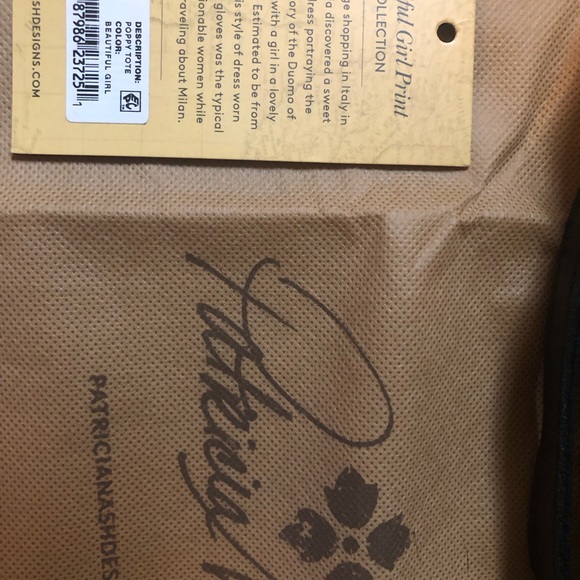 ful Girl Print
COLLECTION
ge shopping in Italy in
a discovered a sweet
ress portraying the
ory of the Duomo of
with a girl in a lovely
Estimated to be from
is style of dress worn
gloves was the typical
ionable women while
raveling about Milan.
DESCRIPTION:
POPPY TOTE
COLOR:
BEAUTIFUL GIRL
87986 23725 1
SHDESIGNS.COM
Patricia
PATRICIANASHDES